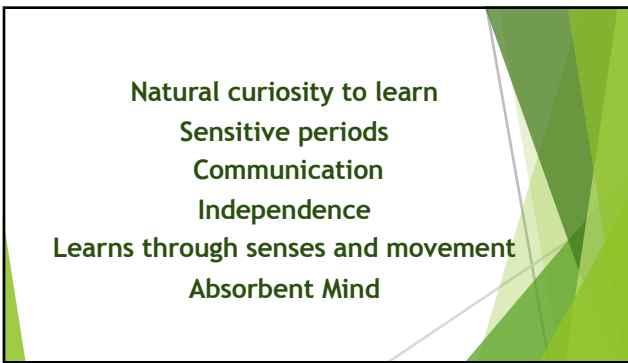 Natural curiosity to learn
Sensitive periods
Communication
Independence
Learns through senses and movement
Absorbent Mind